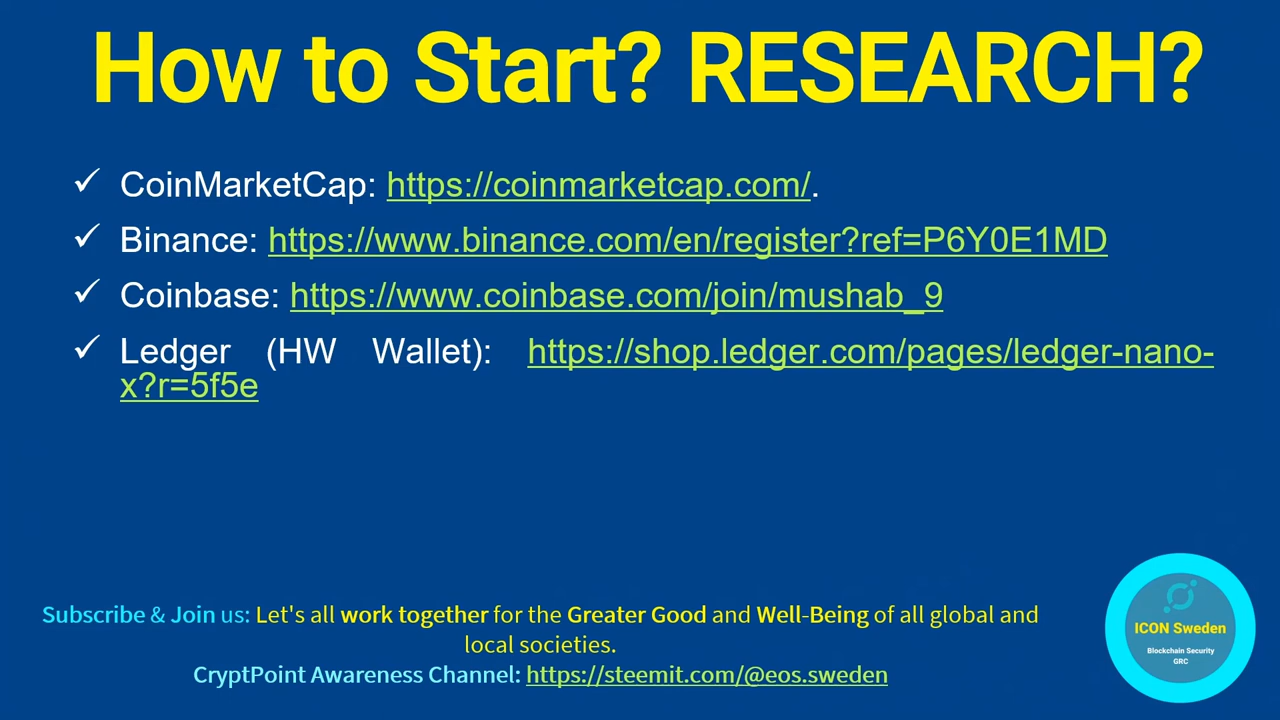 How to Start? RESEARCH?
✓ CoinMarketCap: https://coinmarketcap.com/.
✓ Binance: https://www.binance.com/en/register?ref=P6Y0E1MD
✓ Coinbase: https://www.coinbase.com/join/mushab_9
✓ Ledger (HW Wallet): https://shop.ledger.com/pages/ledger-nano-
x?r=5f5e
Subscribe & Join us: Let's all work together for the Greater Good and Well-Being of all global and
local societies.
CryptPoint Awareness Channel: https://steemit.com/@eos.sweden
ICON Sweden
Blockchain Security
GRC